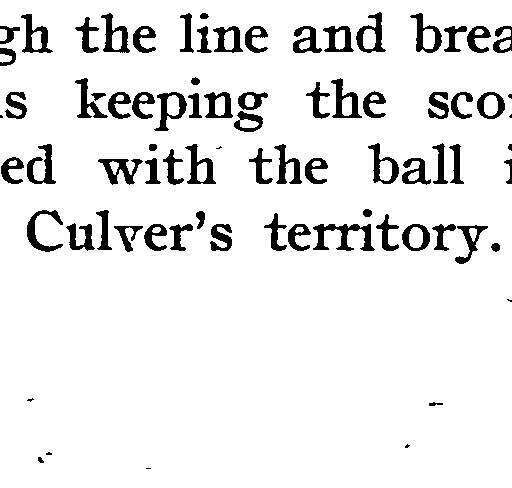 gh the line and brea
s keeping the sco
ed with the ball i
Culver's territory.